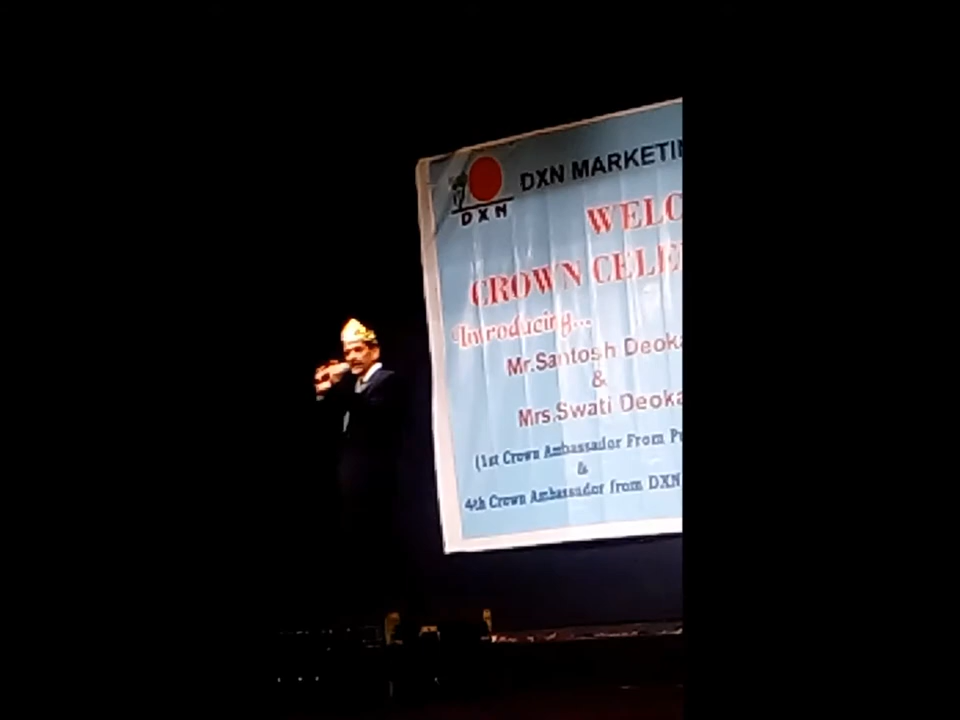 DXN
DXN MARKETIN
WELC
CROWN CELE
Introducing...
Mr.Santosh Deoka
&
Mrs.Swati Deoka
(1st Crown Ambassador From Pu
&
4th Crown Ambassador from DXN